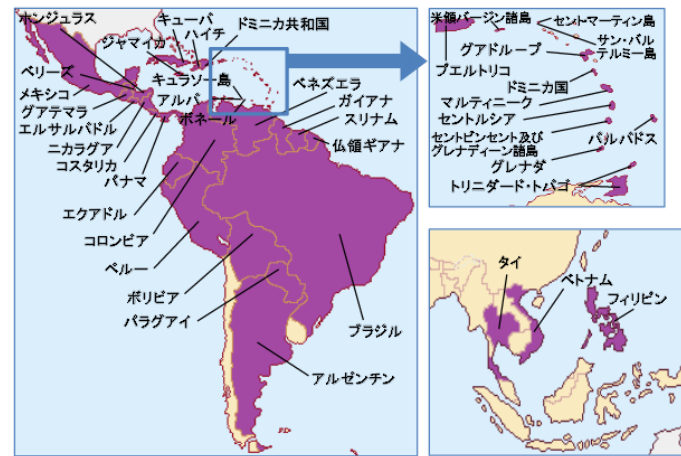 ホンジュラス
キューバ
ハイチ
ドミニカ共和国
ジャマイカ
ベリーズ
キュラソー島
ベネズエラ
メキシコ
アルバ
ガイアナ
グアテマラ
ボネール
スリナム
エルサルバドル
仏領ギアナ
ニカラグア
コスタリカ
パナマ
エクアドル
コロンビア
ペルー
ボリビア
パラグアイ
ブラジル
アルゼンチン
米領バージン諸島
セントマーティン島
サン・バル
テルミー島
グアドループ
プエルトリコ
ドミニカ国
マルティニーク
セントルシア
セントビンセント及び
グレナディーン諸島
バルバドス
グレナダ
トリニダード・トバゴ
タイ
ベトナム
フィリピン